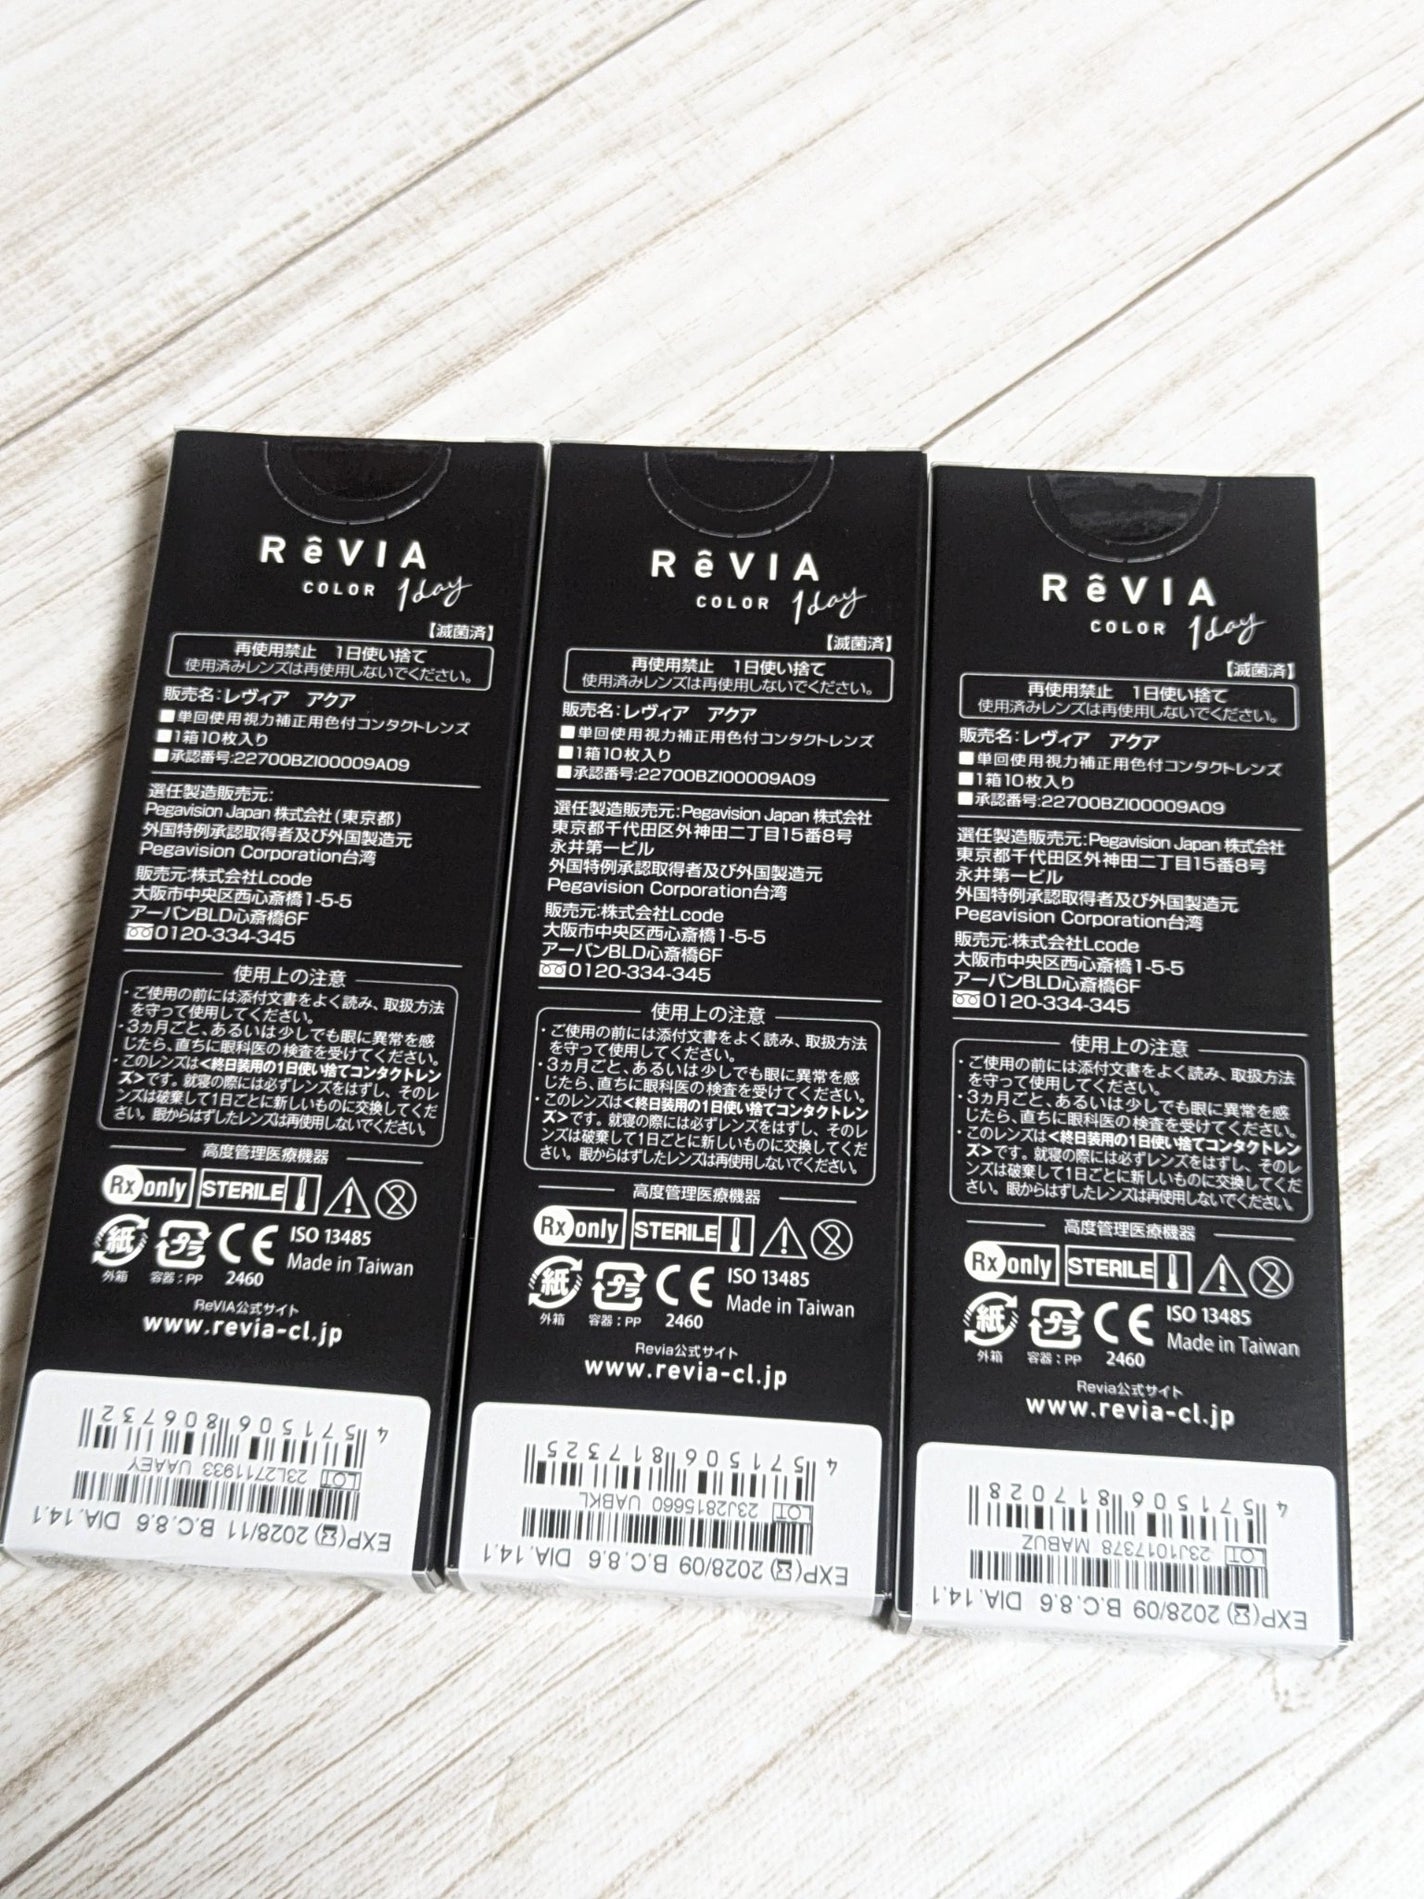 RêVIA
COLOR 1day
【滅菌済】
再使用禁止 1日使い捨て
使用済みレンズは再使用しないでください。
販売名:レヴィア アクア
■単回使用視力補正用色付コンタクトレンズ
■1箱10枚入り
■承認番号:22700BZI00009A09
選任製造販売元:
Pegavision Japan 株式会社(東京都)
外国特例承認取得者及び外国製造元
Pegavision Corporation台湾
販売元:株式会社Lcode
大阪市中央区西心斎橋1-5-5
アーバンBLD心斎橋6F
0120-334-345
使用上の注意
・ご使用の前には添付文書をよく読み、取扱方法
を守って使用してください。
・3ヵ月ごと、あるいは少しでも眼に異常を感
じたら、直ちに眼科医の検査を受けてください。
・このレンズは<終日装用の1日使い捨てコンタクトレン
ズ>です。就寝の際には必ずレンズをはずし、そのレ
ンズは破棄して1日ごとに新しいものに交換してくだ
さい。眼からはずしたレンズは再使用しないでください。
高度管理医療機器
Rx only STERILE
紙 プラ CE ISO 13485
Made in Taiwan
外箱 容器:PP 2460
ReVIA公式サイト
www.revia-cl.jp
EXP 2028/11 B.C.8.6 DIA.14.1
LOT 23L2711933 UAAEY
4 571506 806732
RêVIA
COLOR 1day
【滅菌済】
再使用禁止 1日使い捨て
使用済みレンズは再使用しないでください。
販売名:レヴィア アクア
■単回使用視力補正用色付コンタクトレンズ
■1箱10枚入り
■承認番号:22700BZI00009A09
選任製造販売元:Pegavision Japan 株式会社
東京都千代田区外神田二丁目15番8号
永井第一ビル
外国特例承認取得者及び外国製造元
Pegavision Corporation台湾
販売元:株式会社Lcode
大阪市中央区西心斎橋1-5-5
アーバンBLD心斎橋6F
0120-334-345
使用上の注意
・ご使用の前には添付文書をよく読み、取扱方法
を守って使用してください。
・3ヵ月ごと、あるいは少しでも眼に異常を感
じたら、直ちに眼科医の検査を受けてください。
・このレンズは<終日装用の1日使い捨てコンタクトレン
ズ>です。就寝の際には必ずレンズをはずし、そのレ
ンズは破棄して1日ごとに新しいものに交換してくだ
さい。眼からはずしたレンズは再使用しないでください。
高度管理医療機器
Rx only STERILE
紙 プラ CE ISO 13485
Made in Taiwan
外箱 容器:PP 2460
Revia公式サイト
www.revia-cl.jp
EXP 2028/09 B.C.8.6 DIA.14.1
LOT 23J2815660 UABKL
4 571506 817325
RêVIA
COLOR 1day
【滅菌済】
再使用禁止 1日使い捨て
使用済みレンズは再使用しないでください。
販売名:レヴィア アクア
■単回使用視力補正用色付コンタクトレンズ
■1箱10枚入り
■承認番号:22700BZI00009A09
選任製造販売元:Pegavision Japan 株式会社
東京都千代田区外神田二丁目15番8号
永井第一ビル
外国特例承認取得者及び外国製造元
Pegavision Corporation台湾
販売元:株式会社Lcode
大阪市中央区西心斎橋1-5-5
アーバンBLD心斎橋6F
0120-334-345
使用上の注意
・ご使用の前には添付文書をよく読み、取扱方法
を守って使用してください。
・3ヵ月ごと、あるいは少しでも眼に異常を感
じたら、直ちに眼科医の検査を受けてください。
・このレンズは<終日装用の1日使い捨てコンタクトレン
ズ>です。就寝の際には必ずレンズをはずし、そのレ
ンズは破棄して1日ごとに新しいものに交換してくだ
さい。眼からはずしたレンズは再使用しないでください。
高度管理医療機器
Rx only STERILE
紙 プラ CE ISO 13485
Made in Taiwan
外箱 容器:PP 2460
Revia公式サイト
www.revia-cl.jp
EXP 2028/09 B.C.8.6 DIA.14.1
LOT 23J1017378 MABUZ
4 571506 817028